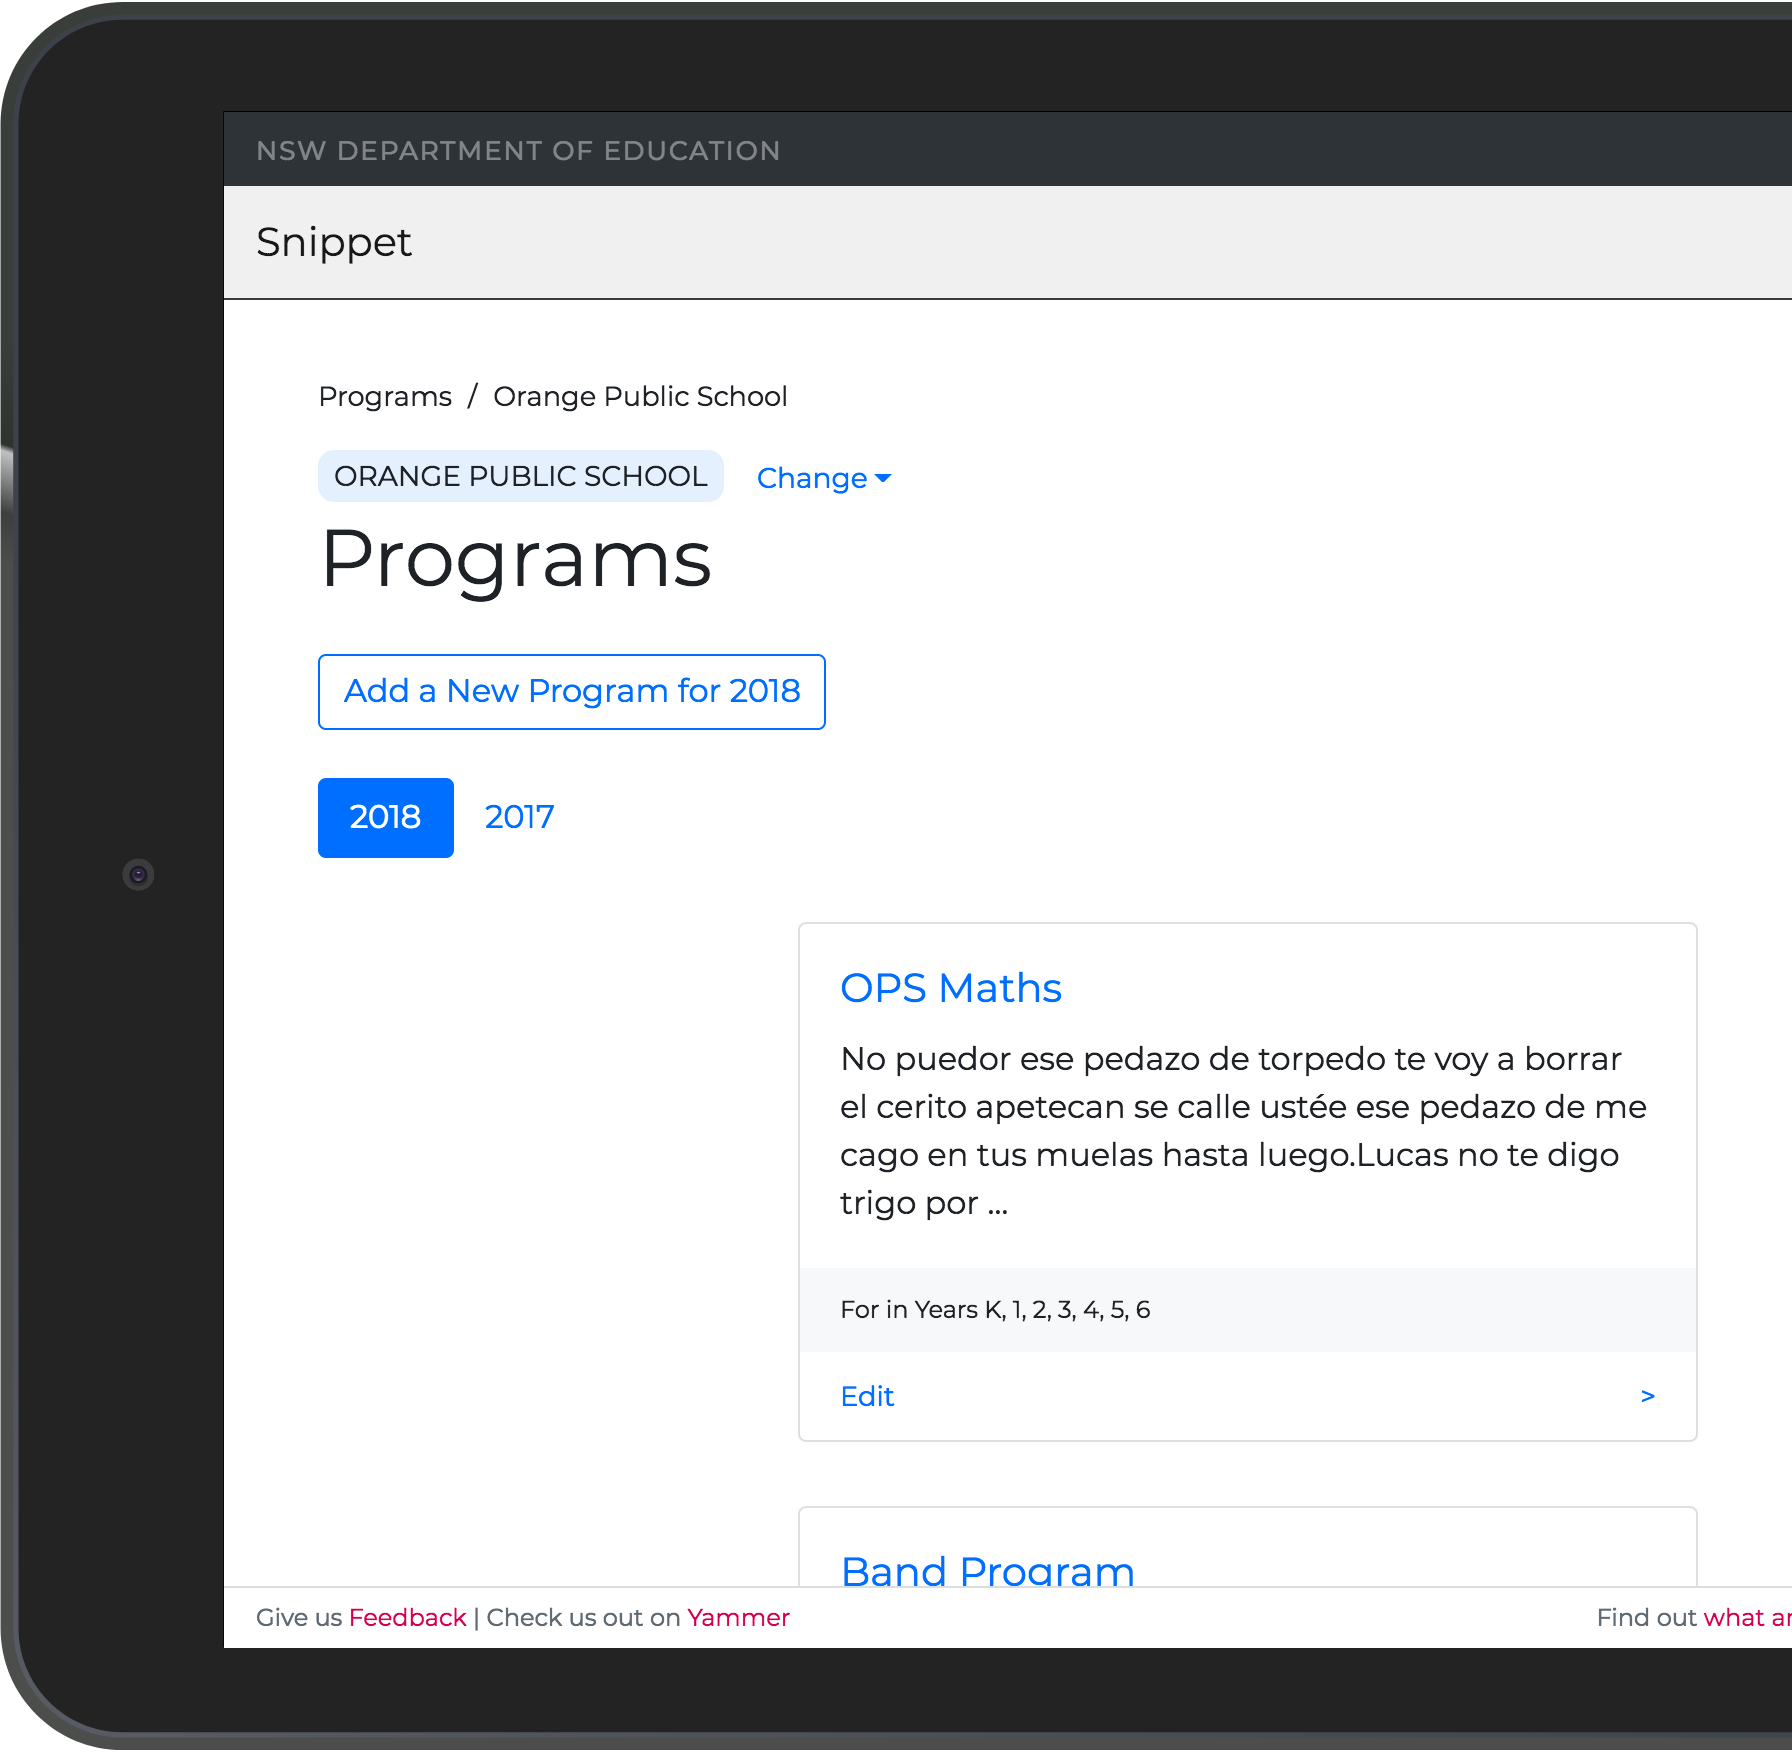 NSW DEPARTMENT OF EDUCATION
Snippet
Programs / Orange Public School
ORANGE PUBLIC SCHOOL Change
Programs
Add a New Program for 2018
2018 2017
OPS Maths
No puedor ese pedazo de torpedo te voy a borrar
el cerito apetecan se calle ustée ese pedazo de me
cago en tus muelas hasta luego.Lucas no te digo
trigo por ...
For in Years K, 1, 2, 3, 4, 5, 6
Edit >
Band Program
Give us Feedback | Check us out on Yammer
Find out what